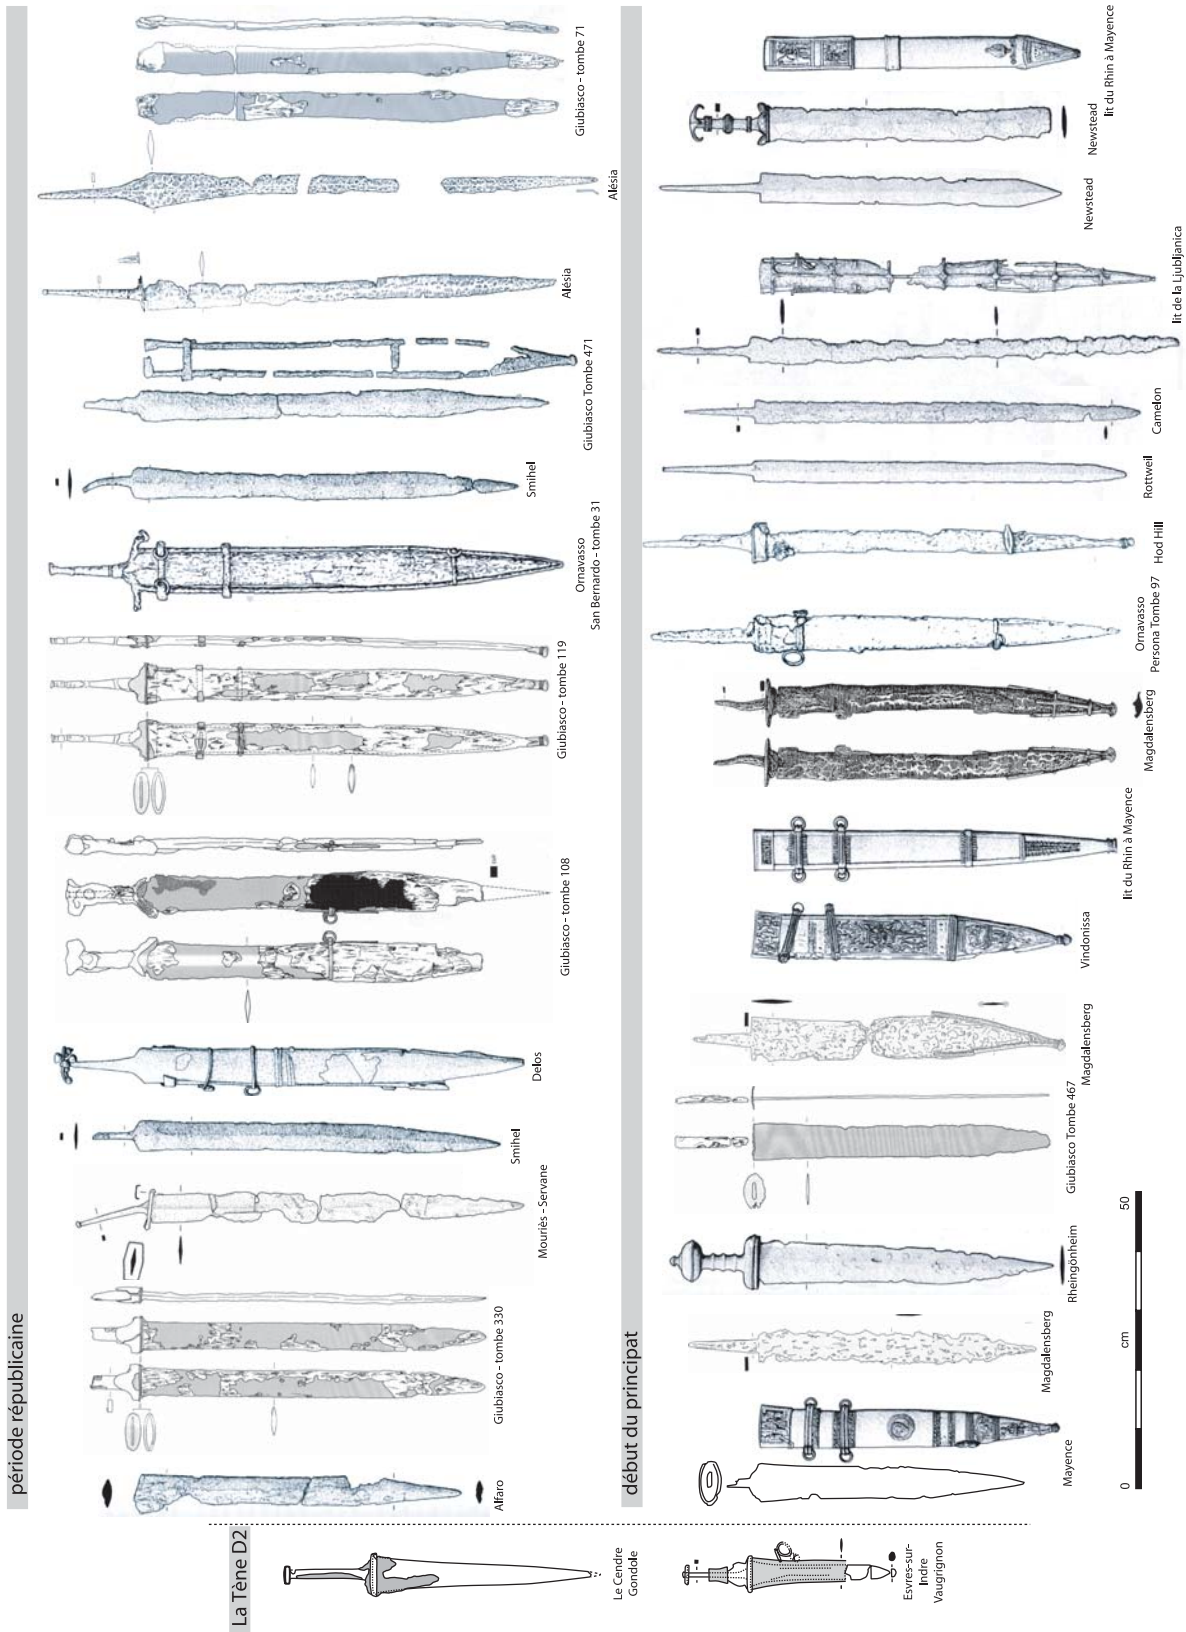 période républicaine
Alfaro
Giubiasco - tombe 330
Mouriès - Servane
Smihel
Delos
Giubiasco - tombe 108
Giubiasco - tombe 119
Ornavasso
San Bernardo - tombe 31
Smihel
Giubiasco Tombe 471
Alésia
Alésia
Giubiasco - tombe 71
La Tène D2
Le Cendre
Gondole
Esvres-sur-
Indre
Vaugrignon
début du principat
Mayence
Magdalensberg
Rheingönheim
Giubiasco Tombe 467
Magdalensberg
Vindonissa
lit du Rhin à Mayence
Magdalensberg
Ornavasso
Persona Tombe 97
Hod Hill
Rottweil
Camelon
lit de la Ljubljanica
Newstead
Newstead
lit du Rhin à Mayence
0 cm 50